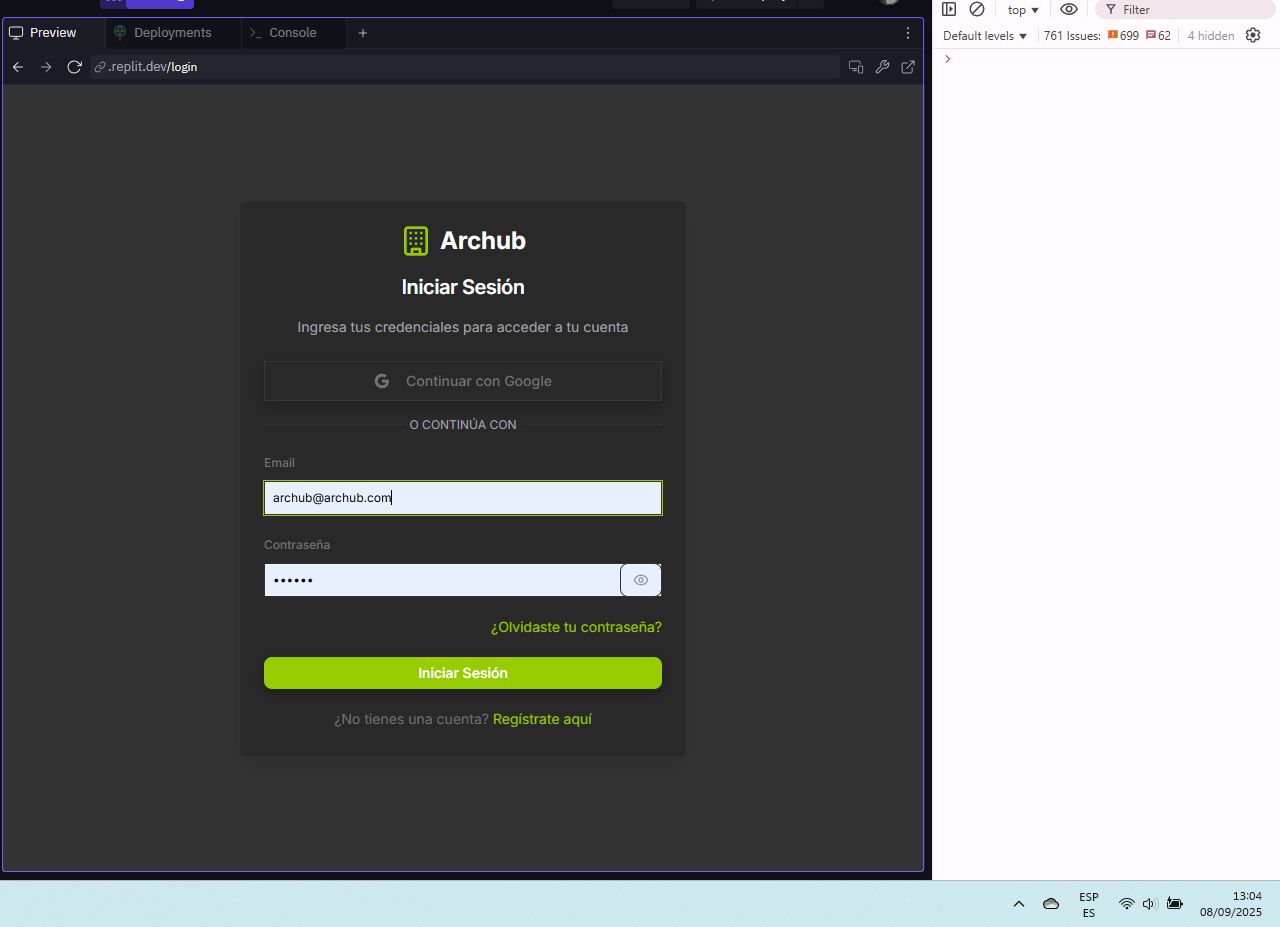 Preview
Deployments
Console
.replit.dev/login
Archub
Iniciar Sesión
Ingresa tus credenciales para acceder a tu cuenta
Continuar con Google
O CONTINÚA CON
Email
archub@archub.com
Contraseña
¿Olvidaste tu contraseña?
Iniciar Sesión
¿No tienes una cuenta? Regístrate aquí
top
Filter
Default levels
761 Issues: 699 62
4 hidden
ESP
ES
13:04
08/09/2025